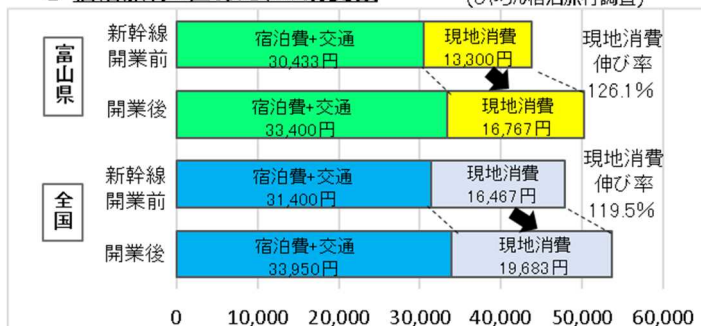 (じゃらん宿泊旅行調査)
富山県
新幹線
開業前
宿泊費+交通
30,433円
現地消費
13,300円
現地消費
伸び率
126.1%
開業後
宿泊費+交通
33,400円
現地消費
16,767円
全国
新幹線
開業前
宿泊費+交通
31,400円
現地消費
16,467円
現地消費
伸び率
119.5%
開業後
宿泊費+交通
33,950円
現地消費
19,683円
0 10,000 20,000 30,000 40,000 50,000 60,000